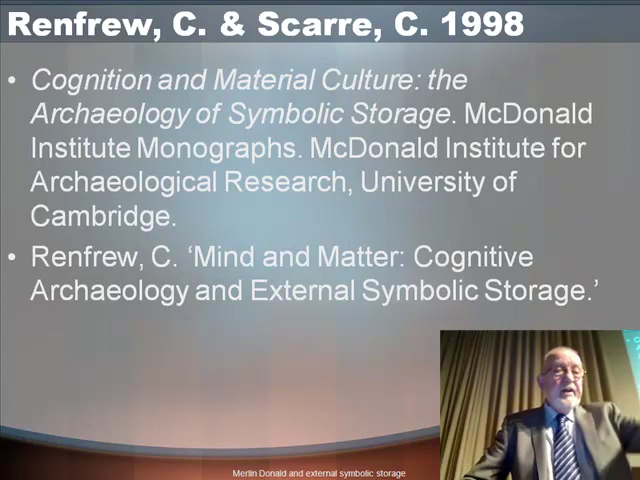 Renfrew, C. & Scarre, C. 1998
• Cognition and Material Culture: the
Archaeology of Symbolic Storage. McDonald
Institute Monographs. McDonald Institute for
Archaeological Research, University of
Cambridge.
• Renfrew, C. ‘Mind and Matter: Cognitive
Archaeology and External Symbolic Storage.’
Merlin Donald and external symbolic storage